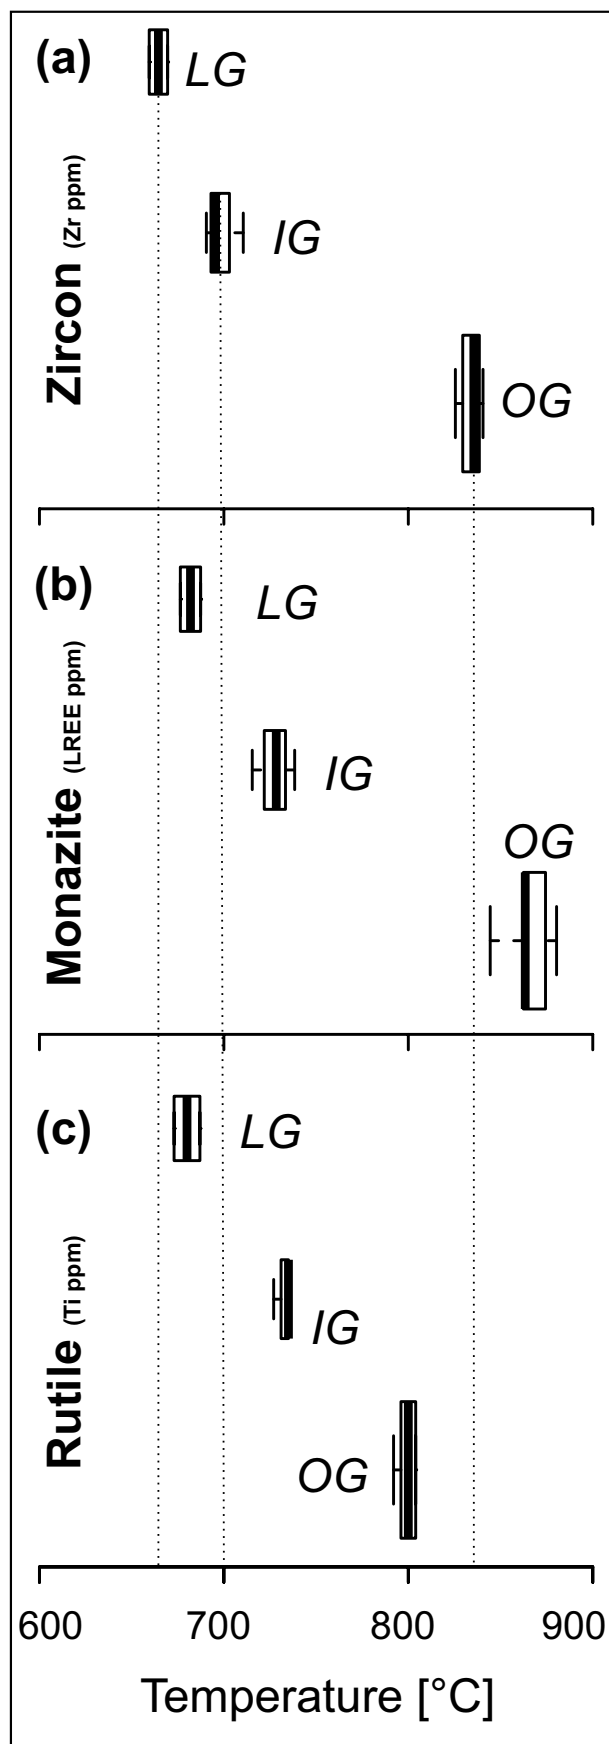 (a)
LG
IG
OG
Zircon (Zr ppm)
(b)
LG
IG
OG
Monazite (LREE ppm)
(c)
LG
IG
OG
Rutile (Ti ppm)
600 700 800 900
Temperature [°C]